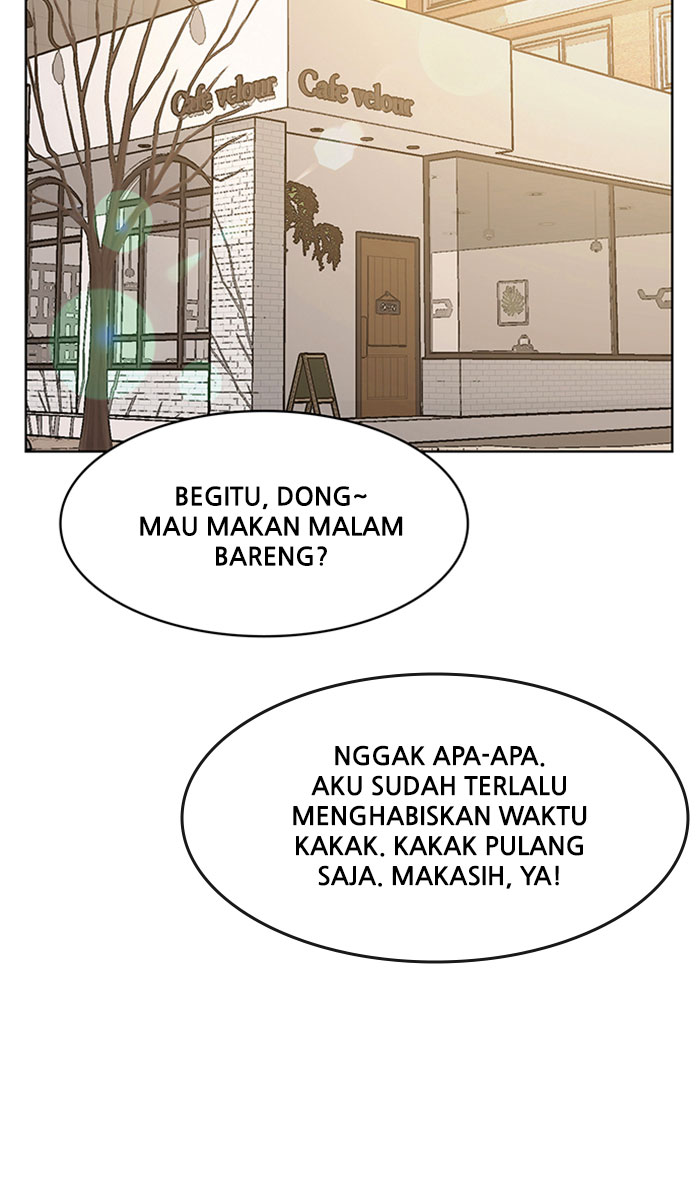 Cafe velour
Cafe velour
BEGITU, DONG~
MAU MAKAN MALAM
BARENG?
NGGAK APA-APA.
AKU SUDAH TERLALU
MENGHABISKAN WAKTU
KAKAK. KAKAK PULANG
SAJA. MAKASIH, YA!